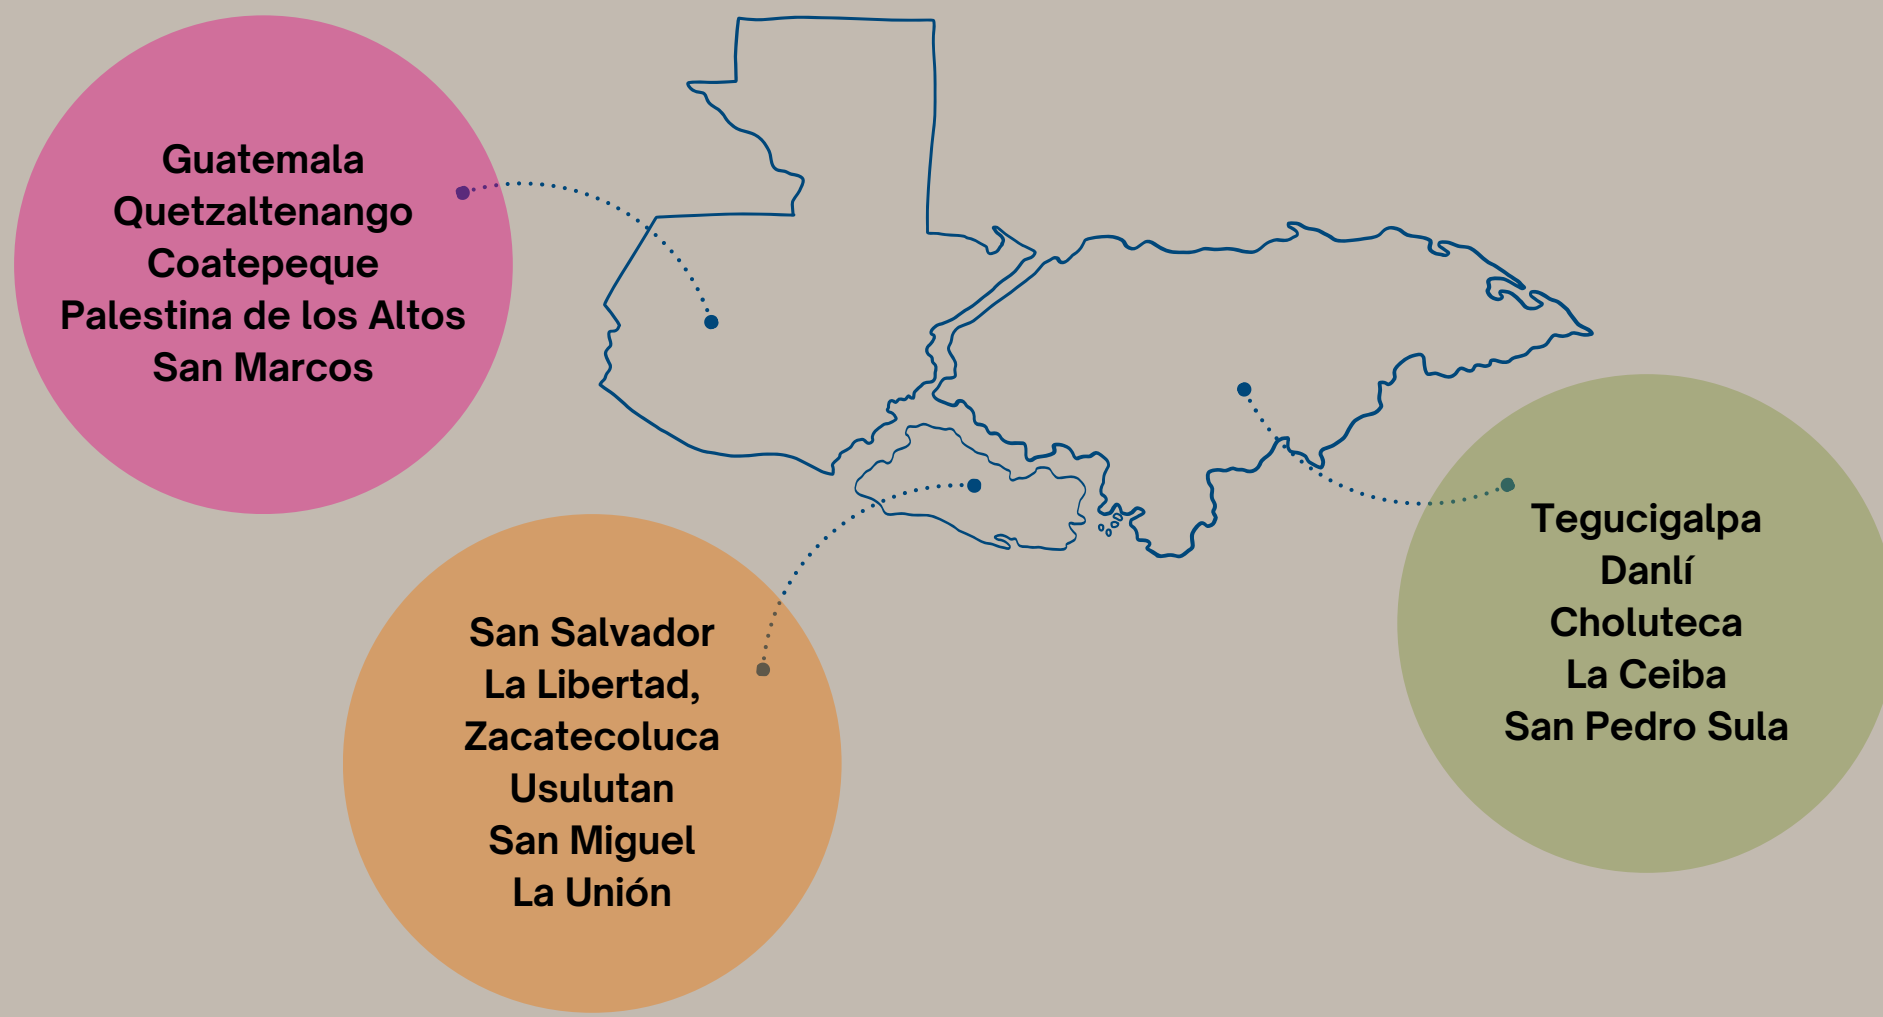 Guatemala
Quetzaltenango
Coatepeque
Palestina de los Altos
San Marcos
San Salvador
La Libertad,
Zacatecoluca
Usulutan
San Miguel
La Unión
Tegucigalpa
Danlí
Choluteca
La Ceiba
San Pedro Sula